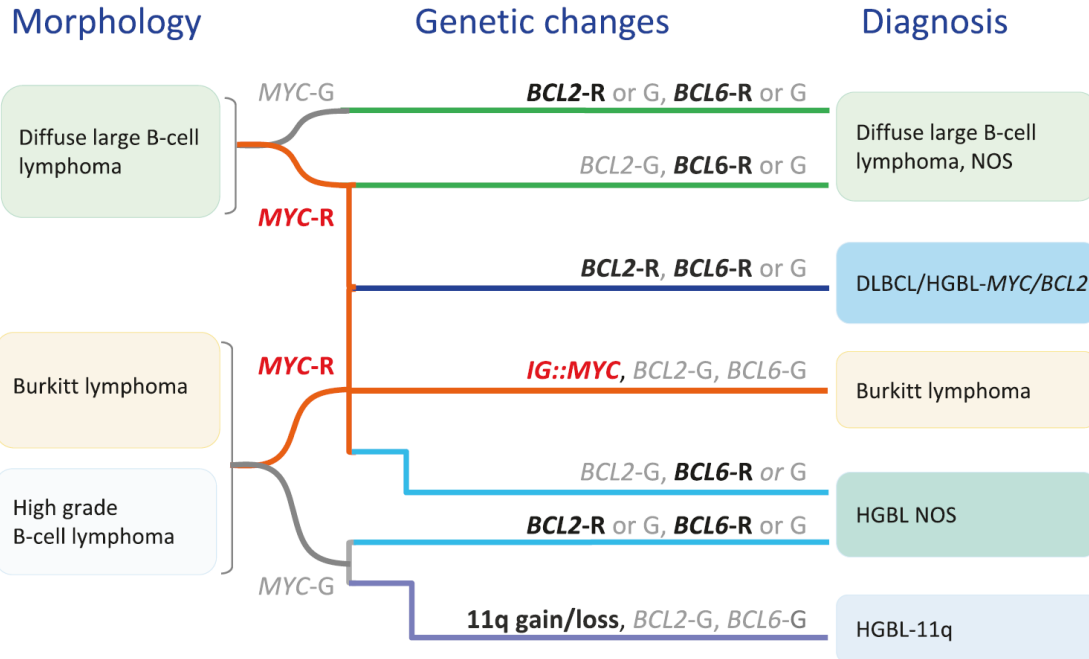 Morphology
Genetic changes
Diagnosis
Diffuse large B-cell
lymphoma
MYC-G
BCL2-R or G, BCL6-R or G
Diffuse large B-cell
lymphoma, NOS
BCL2-G, BCL6-R or G
MYC-R
BCL2-R, BCL6-R or G
DLBCL/HGBL-MYC/BCL2
Burkitt lymphoma
MYC-R
IG::MYC, BCL2-G, BCL6-G
Burkitt lymphoma
High grade
B-cell lymphoma
BCL2-G, BCL6-R or G
BCL2-R or G, BCL6-R or G
HGBL NOS
MYC-G
11q gain/loss, BCL2-G, BCL6-G
HGBL-11q